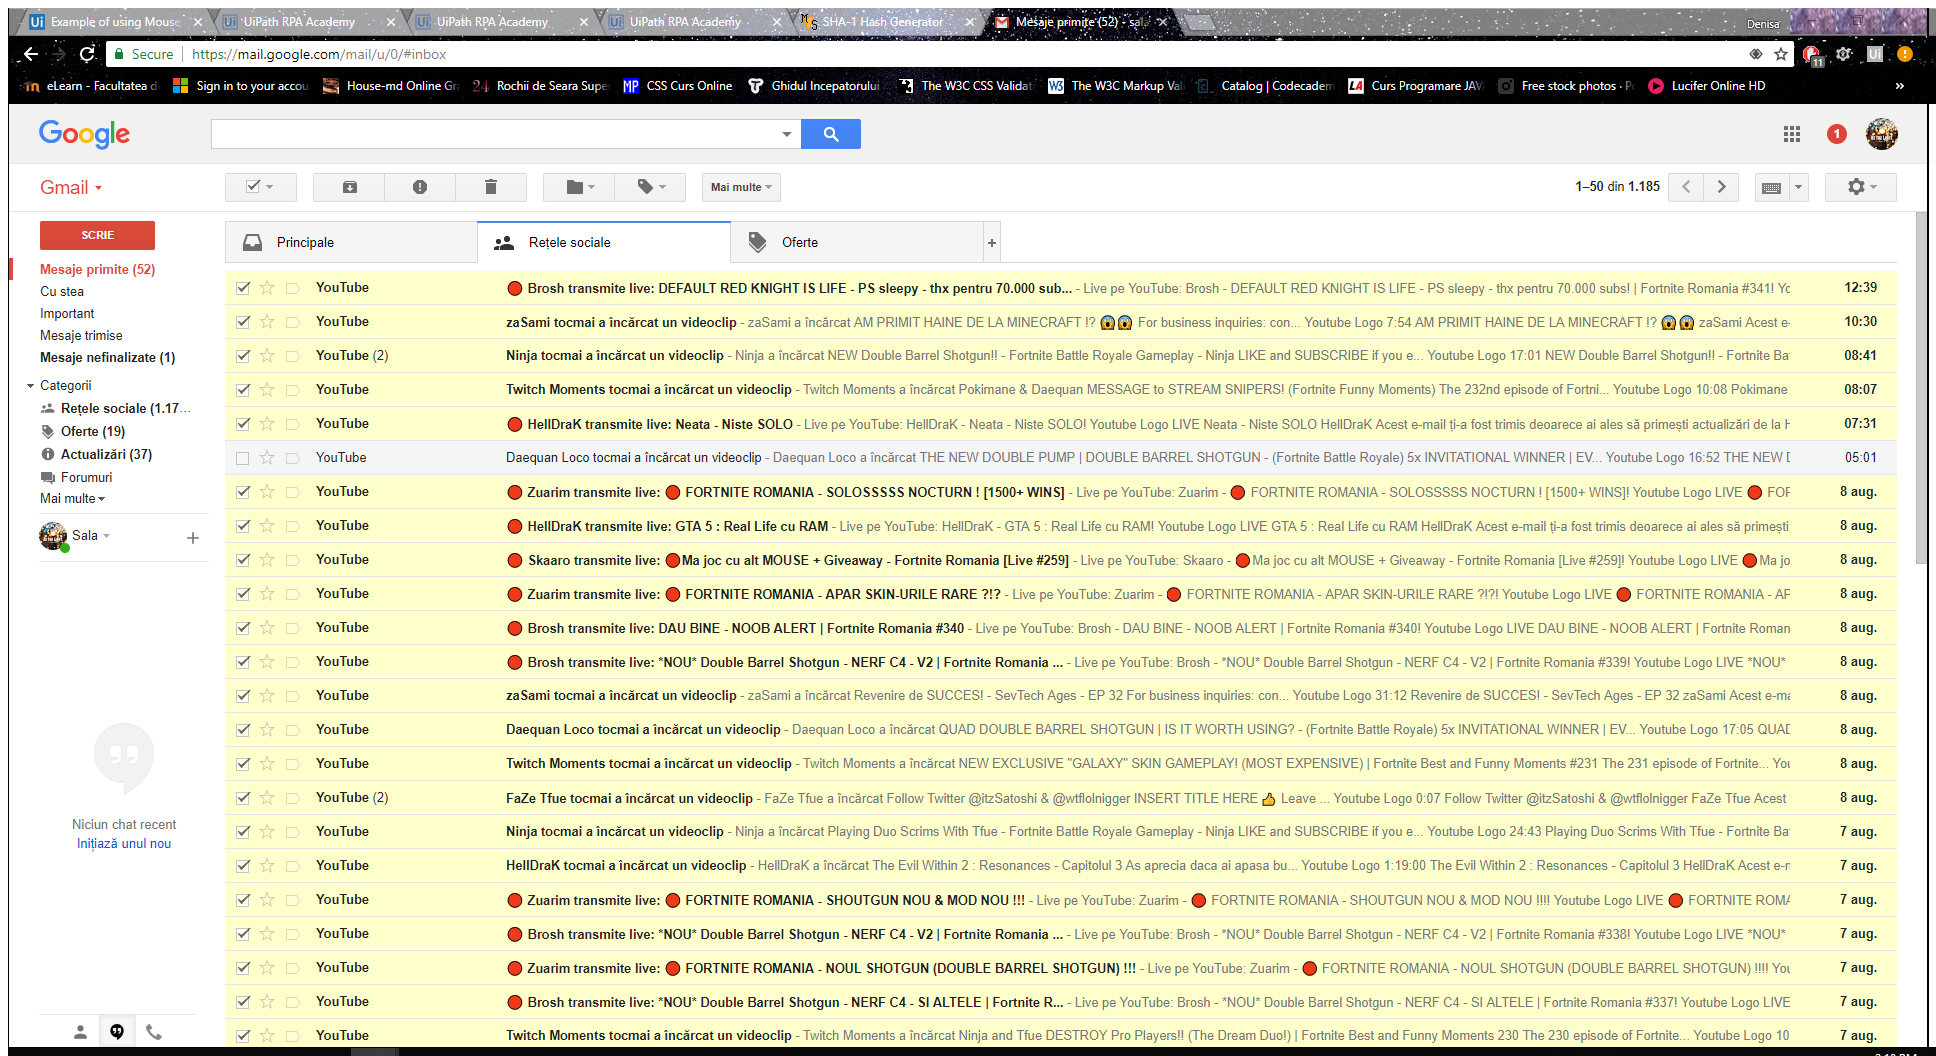 Example of using Mouse
UiPath RPA Academy
UiPath RPA Academy
UiPath RPA Academy
SHA-1 Hash Generator
Mesaje primite (52) - sala
Denisa
Secure
https://mail.google.com/mail/u/0/#inbox
11
eLearn - Facultatea d
Sign in to your accou
House-md Online Gra
24 Rochii de Seara Supe
MP CSS Curs Online
Ghidul Incepatorului
The W3C CSS Validat
The W3C Markup Val
Catalog | Codecadem
LA Curs Programare JAV
Free stock photos · Pe
Lucifer Online HD
»
Google
1
Gmail
Mai multe
1–50 din 1.185
SCRIE
Mesaje primite (52)
Cu stea
Important
Mesaje trimise
Mesaje nefinalizate (1)
Categorii
Rețele sociale (1.17...
Oferte (19)
Actualizări (37)
Forumuri
Mai multe
Sala
Niciun chat recent
Inițiază unul nou
Principale
Rețele sociale
Oferte
YouTube 🔴 Brosh transmite live: DEFAULT RED KNIGHT IS LIFE - PS sleepy - thx pentru 70.000 sub... - Live pe YouTube: Brosh - DEFAULT RED KNIGHT IS LIFE - PS sleepy - thx pentru 70.000 subs! | Fortnite Romania #341! Yc 12:39
YouTube zaSami tocmai a încărcat un videoclip - zaSami a încărcat AM PRIMIT HAINE DE LA MINECRAFT !? 😱😱 For business inquiries: con... Youtube Logo 7:54 AM PRIMIT HAINE DE LA MINECRAFT !? 😱😱 zaSami Acest e- 10:30
YouTube (2) Ninja tocmai a încărcat un videoclip - Ninja a încărcat NEW Double Barrel Shotgun!! - Fortnite Battle Royale Gameplay - Ninja LIKE and SUBSCRIBE if you e... Youtube Logo 17:01 NEW Double Barrel Shotgun!! - Fortnite Ba 08:41
YouTube Twitch Moments tocmai a încărcat un videoclip - Twitch Moments a încărcat Pokimane & Daequan MESSAGE to STREAM SNIPERS! (Fortnite Funny Moments) The 232nd episode of Fortni... Youtube Logo 10:08 Pokimane 08:07
YouTube 🔴 HellDraK transmite live: Neata - Niste SOLO - Live pe YouTube: HellDraK - Neata - Niste SOLO! Youtube Logo LIVE Neata - Niste SOLO HellDraK Acest e-mail ți-a fost trimis deoarece ai ales să primești actualizări de la H 07:31
YouTube Daequan Loco tocmai a încărcat un videoclip - Daequan Loco a încărcat THE NEW DOUBLE PUMP | DOUBLE BARREL SHOTGUN - (Fortnite Battle Royale) 5x INVITATIONAL WINNER | EV... Youtube Logo 16:52 THE NEW D 05:01
YouTube 🔴 Zuarim transmite live: 🔴 FORTNITE ROMANIA - SOLOSSSSS NOCTURN ! [1500+ WINS] - Live pe YouTube: Zuarim - 🔴 FORTNITE ROMANIA - SOLOSSSSS NOCTURN ! [1500+ WINS]! Youtube Logo LIVE 🔴 FOF 8 aug.
YouTube 🔴 HellDraK transmite live: GTA 5 : Real Life cu RAM - Live pe YouTube: HellDraK - GTA 5 : Real Life cu RAM! Youtube Logo LIVE GTA 5 : Real Life cu RAM HellDraK Acest e-mail ți-a fost trimis deoarece ai ales să primești 8 aug.
YouTube 🔴 Skaaro transmite live: 🔴Ma joc cu alt MOUSE + Giveaway - Fortnite Romania [Live #259] - Live pe YouTube: Skaaro - 🔴Ma joc cu alt MOUSE + Giveaway - Fortnite Romania [Live #259]! Youtube Logo LIVE 🔴Ma jo 8 aug.
YouTube 🔴 Zuarim transmite live: 🔴 FORTNITE ROMANIA - APAR SKIN-URILE RARE ?!? - Live pe YouTube: Zuarim - 🔴 FORTNITE ROMANIA - APAR SKIN-URILE RARE ?!?! Youtube Logo LIVE 🔴 FORTNITE ROMANIA - AF 8 aug.
YouTube 🔴 Brosh transmite live: DAU BINE - NOOB ALERT | Fortnite Romania #340 - Live pe YouTube: Brosh - DAU BINE - NOOB ALERT | Fortnite Romania #340! Youtube Logo LIVE DAU BINE - NOOB ALERT | Fortnite Roman 8 aug.
YouTube 🔴 Brosh transmite live: *NOU* Double Barrel Shotgun - NERF C4 - V2 | Fortnite Romania ... - Live pe YouTube: Brosh - *NOU* Double Barrel Shotgun - NERF C4 - V2 | Fortnite Romania #339! Youtube Logo LIVE *NOU* 8 aug.
YouTube zaSami tocmai a încărcat un videoclip - zaSami a încărcat Revenire de SUCCES! - SevTech Ages - EP 32 For business inquiries: con... Youtube Logo 31:12 Revenire de SUCCES! - SevTech Ages - EP 32 zaSami Acest e-ma 8 aug.
YouTube Daequan Loco tocmai a încărcat un videoclip - Daequan Loco a încărcat QUAD DOUBLE BARREL SHOTGUN | IS IT WORTH USING? - (Fortnite Battle Royale) 5x INVITATIONAL WINNER | EV... Youtube Logo 17:05 QUAD 8 aug.
YouTube Twitch Moments tocmai a încărcat un videoclip - Twitch Moments a încărcat NEW EXCLUSIVE "GALAXY" SKIN GAMEPLAY! (MOST EXPENSIVE) | Fortnite Best and Funny Moments #231 The 231 episode of Fortnite... You 8 aug.
YouTube (2) FaZe Tfue tocmai a încărcat un videoclip - FaZe Tfue a încărcat Follow Twitter @itzSatoshi & @wtflolnigger INSERT TITLE HERE 👍 Leave ... Youtube Logo 0:07 Follow Twitter @itzSatoshi & @wtflolnigger FaZe Tfue Acest 8 aug.
YouTube Ninja tocmai a încărcat un videoclip - Ninja a încărcat Playing Duo Scrims With Tfue - Fortnite Battle Royale Gameplay - Ninja LIKE and SUBSCRIBE if you e... Youtube Logo 24:43 Playing Duo Scrims With Tfue - Fortnite Ba 7 aug.
YouTube HellDraK tocmai a încărcat un videoclip - HellDraK a încărcat The Evil Within 2 : Resonances - Capitolul 3 As aprecia daca ai apasa bu... Youtube Logo 1:19:00 The Evil Within 2 : Resonances - Capitolul 3 HellDraK Acest e-r 7 aug.
YouTube 🔴 Zuarim transmite live: 🔴 FORTNITE ROMANIA - SHOUTGUN NOU & MOD NOU !!! - Live pe YouTube: Zuarim - 🔴 FORTNITE ROMANIA - SHOUTGUN NOU & MOD NOU !!!! Youtube Logo LIVE 🔴 FORTNITE ROMA 7 aug.
YouTube 🔴 Brosh transmite live: *NOU* Double Barrel Shotgun - NERF C4 - V2 | Fortnite Romania ... - Live pe YouTube: Brosh - *NOU* Double Barrel Shotgun - NERF C4 - V2 | Fortnite Romania #338! Youtube Logo LIVE *NOU* 7 aug.
YouTube 🔴 Zuarim transmite live: 🔴 FORTNITE ROMANIA - NOUL SHOTGUN (DOUBLE BARREL SHOTGUN) !!! - Live pe YouTube: Zuarim - 🔴 FORTNITE ROMANIA - NOUL SHOTGUN (DOUBLE BARREL SHOTGUN) !!!! You 7 aug.
YouTube 🔴 Brosh transmite live: *NOU* Double Barrel Shotgun - NERF C4 - SI ALTELE | Fortnite R... - Live pe YouTube: Brosh - *NOU* Double Barrel Shotgun - NERF C4 - SI ALTELE | Fortnite Romania #337! Youtube Logo LIVE 7 aug.
YouTube Twitch Moments tocmai a încărcat un videoclip - Twitch Moments a încărcat Ninja and Tfue DESTROY Pro Players!! (The Dream Duo!) | Fortnite Best and Funny Moments 230 The 230 episode of Fortnite... Youtube Logo 10 7 aug.